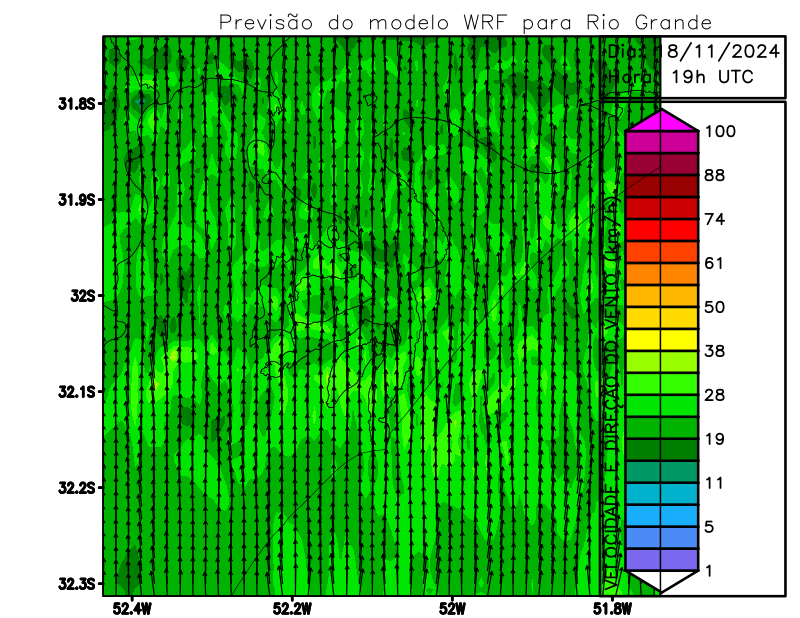 Previsão do modelo WRF para Rio Grande
Dia: 18/11/2024
Hora: 19h UTC
31.8S
31.9S
32S
32.1S
32.2S
32.3S
52.4W
52.2W
52W
51.8W
VELOCIDADE E DIREÇÃO DO VENTO (km/h)
100
88
74
61
50
38
28
19
11
5
1